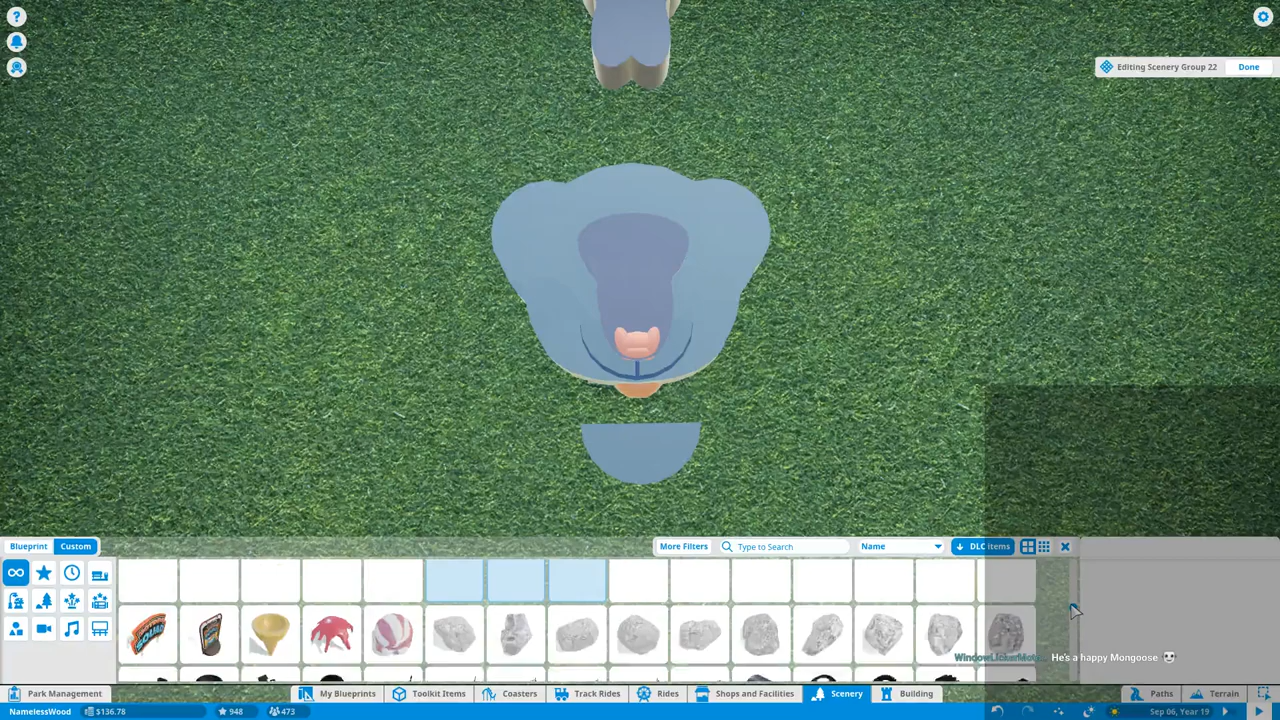 ?
Editing Scenery Group 22 Done
Blueprint Custom More Filters Type to Search Name DLC Items
He's a happy Mongoose
Park Management My Blueprints Toolkit Items Coasters Track Rides Rides Shops and Facilities Scenery Building Paths Terrain
NamelessWood $136.78 948 473 Sep 06, Year 19